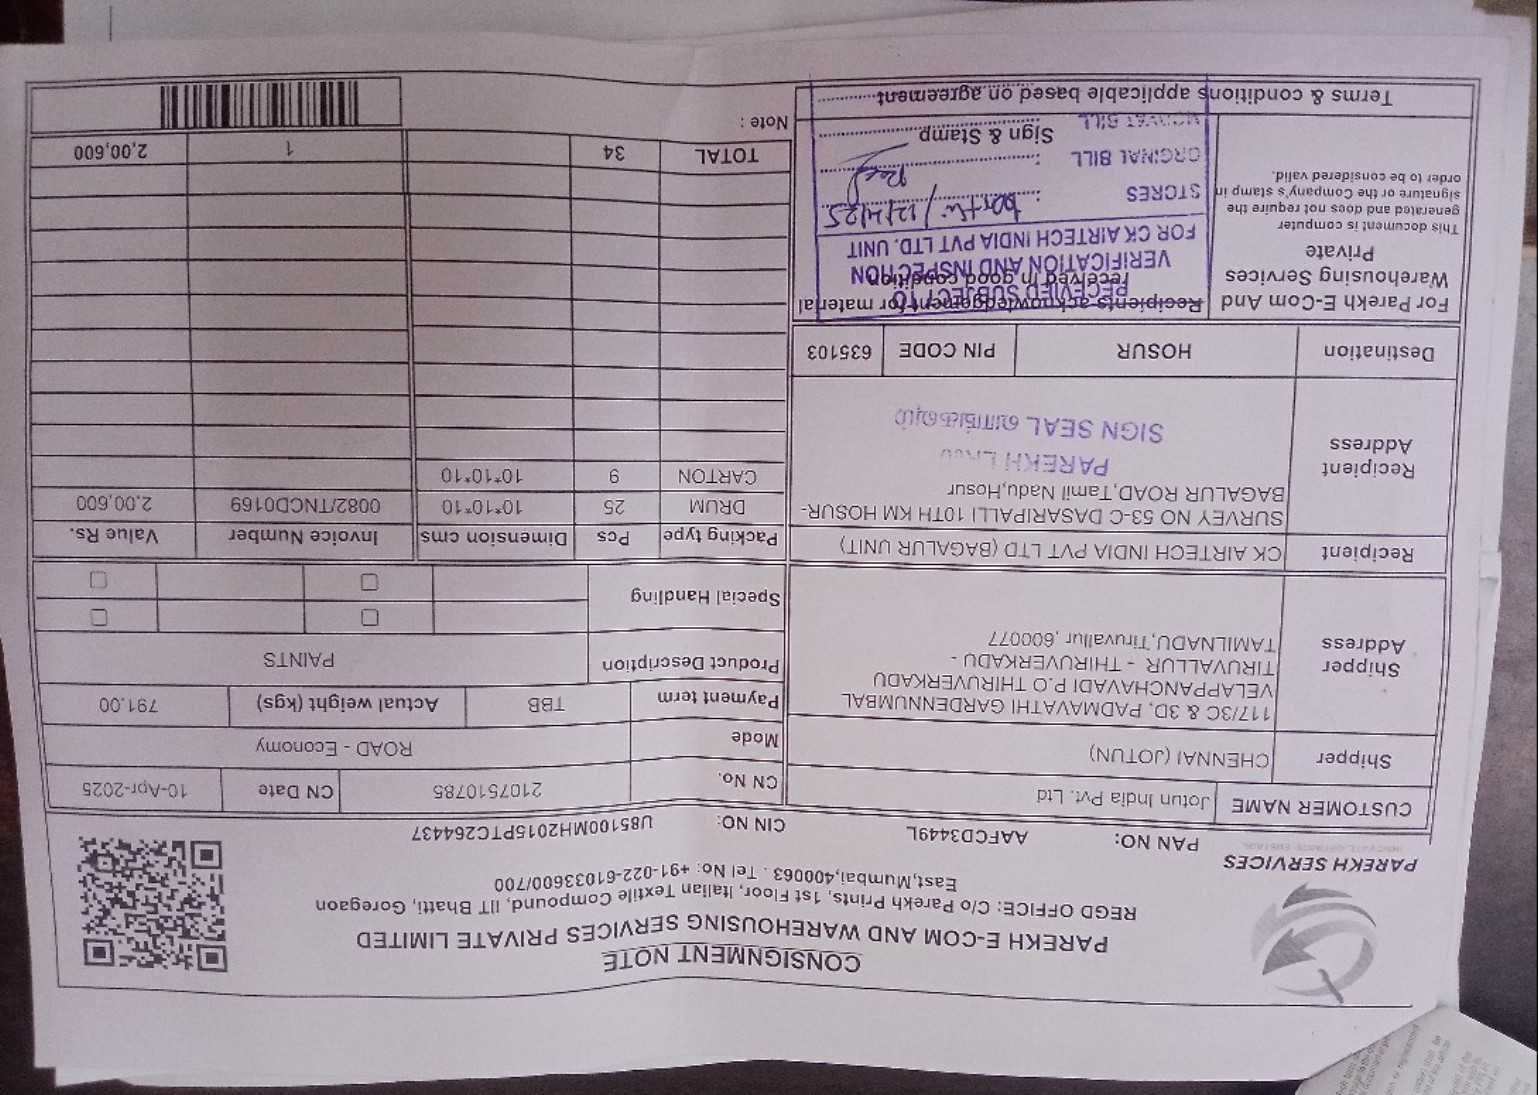 CONSIGNMENT NOTE
PAREKH E-COM AND WAREHOUSING SERVICES PRIVATE LIMITED
REGD OFFICE: C/o Parekh Prints, 1st Floor, Italian Textile Compound, IIT Bhatti, Goregaon
East,Mumbai,400063 . Tel No: +91-022-61033600/700
PAREKH SERVICES
PAN NO: AAFCD3449L CIN NO: U85100MH2015PTC264437
CUSTOMER NAME Jotun India Pvt. Ltd
Shipper CHENNAI (JOTUN)
Shipper Address
117/3C & 3D, PADMAVATHI GARDENNUMBAL
VELAPPANCHAVADI P.O THIRUVERKADU
TIRUVALLUR - THIRUVERKADU -
TAMILNADU,Tiruvallur ,600077
Recipient CK AIRTECH INDIA PVT LTD (BAGALUR UNIT)
Recipient Address
SURVEY NO 53-C DASARIPALLI 10TH KM HOSUR-
BAGALUR ROAD,Tamil Nadu,Hosur
PAREKH
SIGN SEAL வாங்கவும்
Destination HOSUR PIN CODE 635103
For Parekh E-Com And
Warehousing Services
Private
This document is computer
generated and does not require the
signature or the Company's stamp in
order to be considered valid.
Recipients acknowledgement for material
received in good condition
RECEVIED SUBJECT TO
VERIFICATION AND INSPECTION
FOR CK AIRTECH INDIA PVT LTD. UNIT
STORES : 12/4/25
ORGINAL BILL :
MODVAT BILL
Sign & Stamp
Terms & conditions applicable based on agreement
CN No. 2107510785 CN Date 10-Apr-2025
Mode ROAD - Economy
Payment term TBB Actual weight (kgs) 791.00
Product Description PAINTS
Special Handling
Packing type Pcs Dimension cms Invoice Number Value Rs.
DRUM 25 10*10*10 0082/TNCD0169 2,00,600
CARTON 9 10*10*10
TOTAL 34 1 2,00,600
Note :